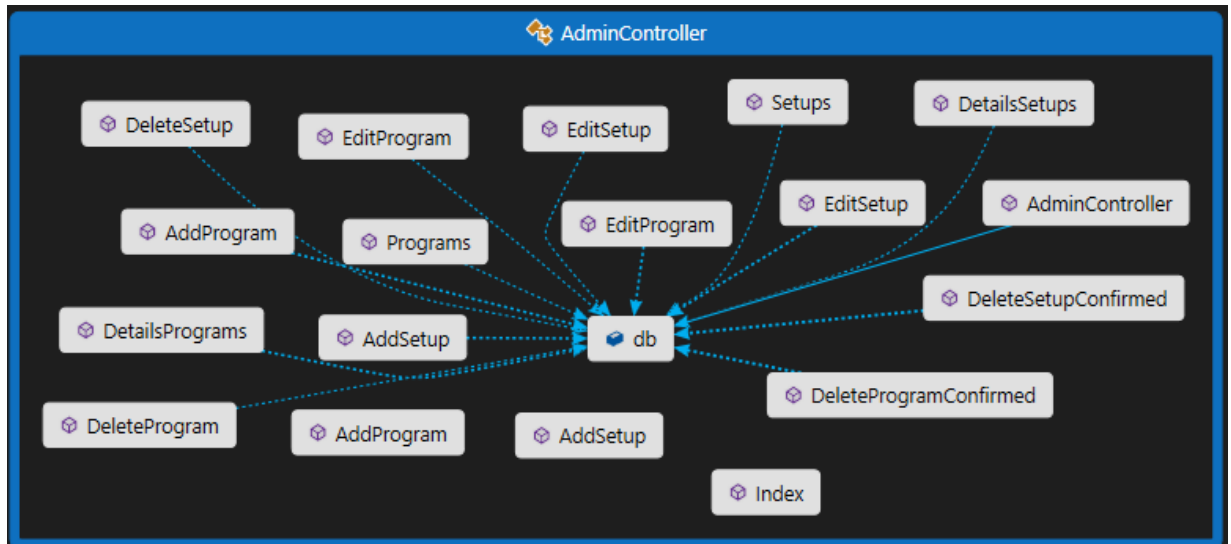 AdminController
Setups
DetailsSetups
DeleteSetup
EditProgram
EditSetup
EditSetup
AdminController
AddProgram
Programs
EditProgram
DeleteSetupConfirmed
DetailsPrograms
AddSetup
db
DeleteProgramConfirmed
DeleteProgram
AddProgram
AddSetup
Index